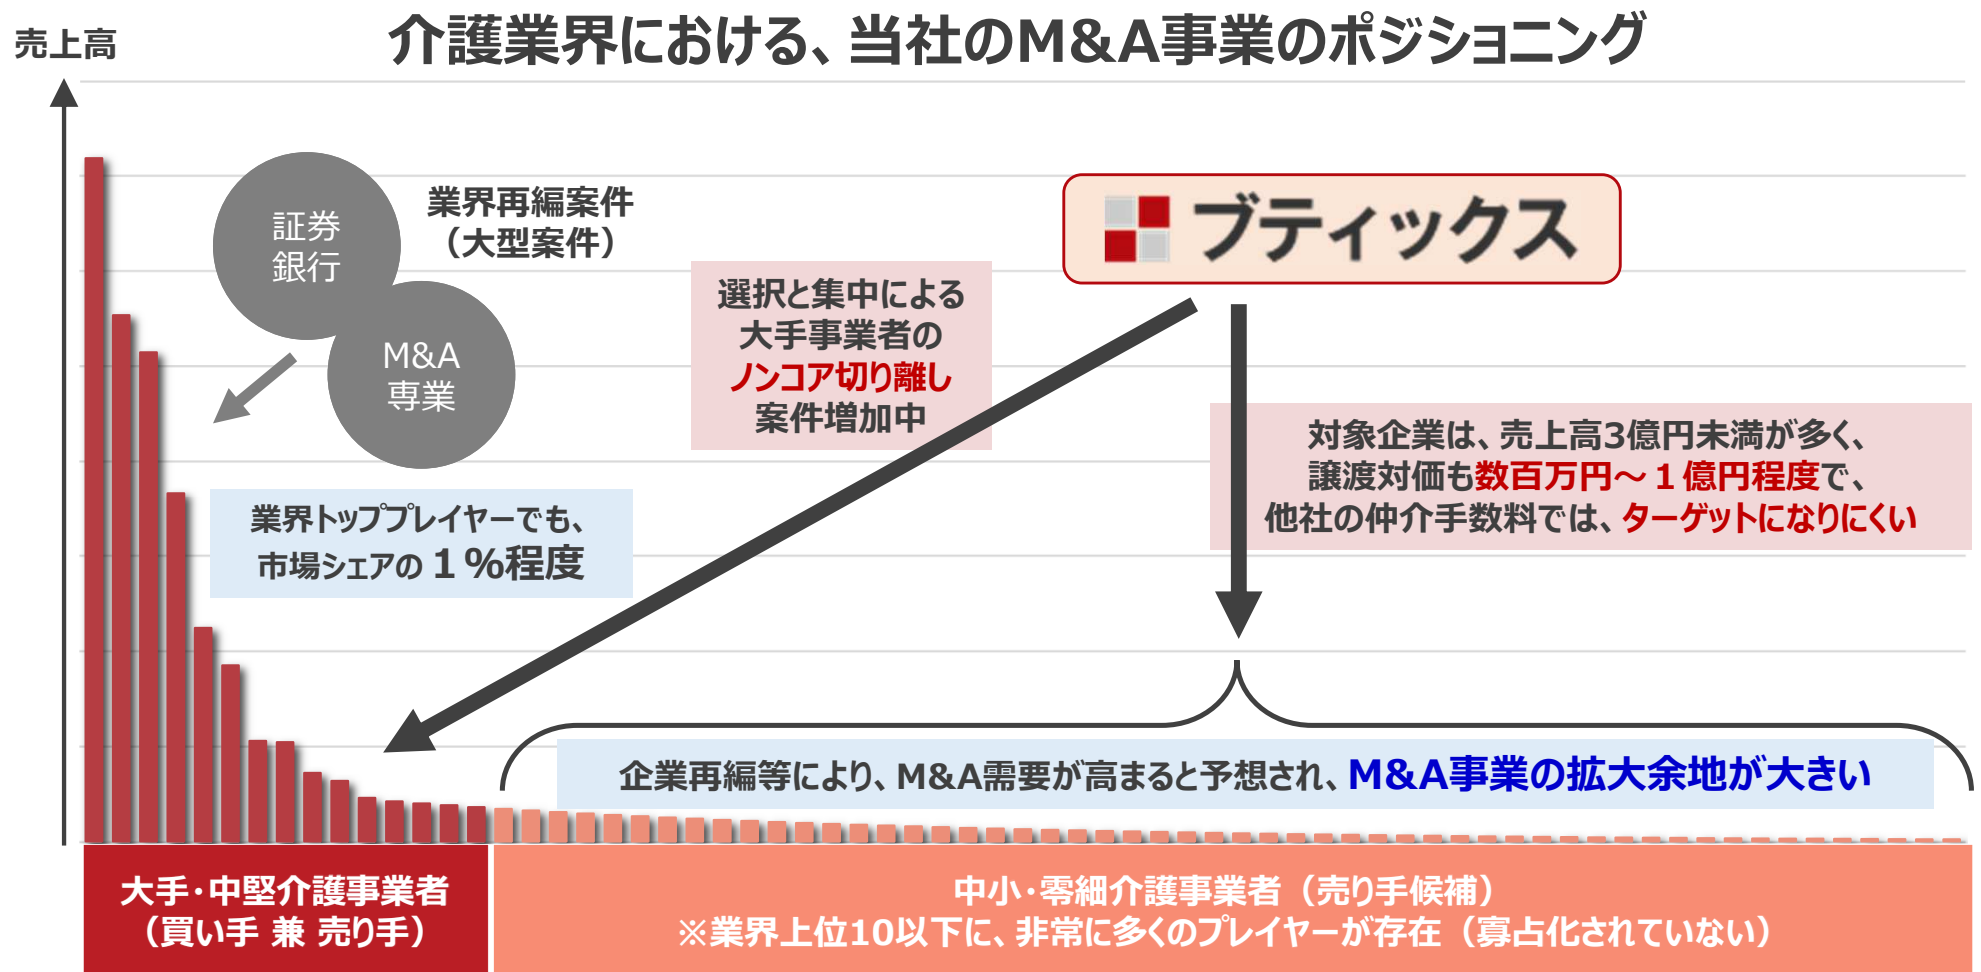 介護業界における、当社のM&A事業のポジショニング
売上高
証券
銀行
業界再編案件
（大型案件）
M&A
専業
ブティックス
選択と集中による
大手事業者の
ノンコア切り離し
案件増加中
対象企業は、売上高3億円未満が多く、
譲渡対価も数百万円～１億円程度で、
他社の仲介手数料では、ターゲットになりにくい
業界トッププレイヤーでも、
市場シェアの１%程度
企業再編等により、M&A需要が高まると予想され、M&A事業の拡大余地が大きい
大手・中堅介護事業者
（買い手 兼 売り手）
中小・零細介護事業者（売り手候補）
※業界上位10以下に、非常に多くのプレイヤーが存在（寡占化されていない）